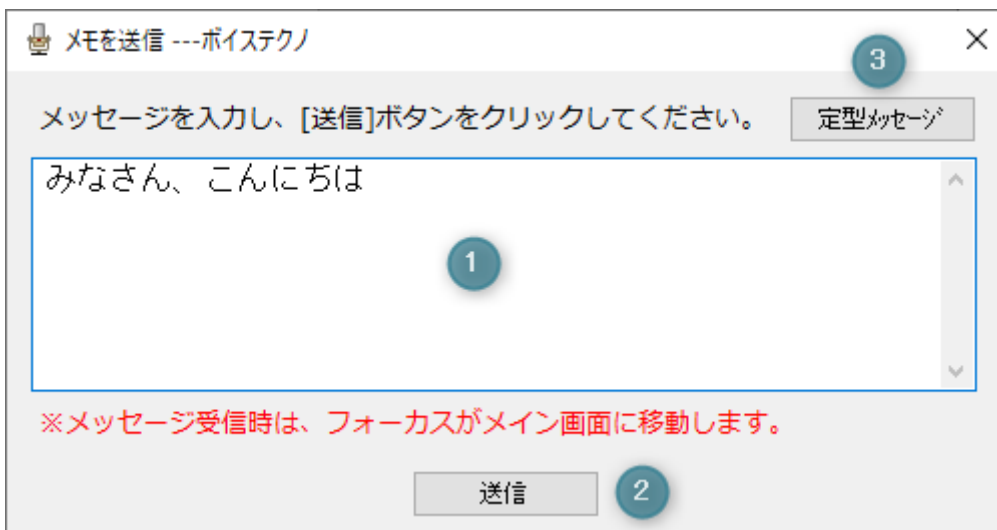 メモを送信 ---ボイステクノ
3
メッセージを入力し、[送信]ボタンをクリックしてください。 定型メッセージ
みなさん、こんにちは
1
※メッセージ受信時は、フォーカスがメイン画面に移動します。
送信 2